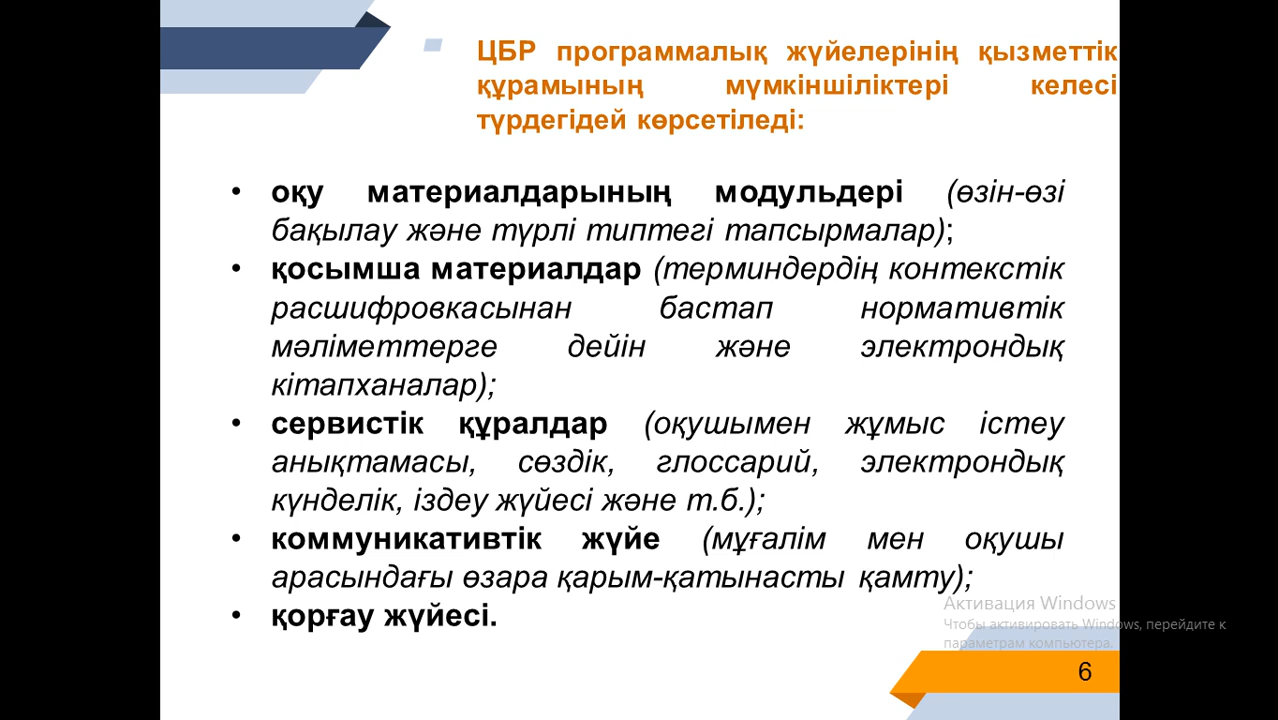 ЦБР программалық жүйелерінің қызметтік
құрамының мүмкіншіліктері келесі
түрдегідей көрсетіледі:
• оқу материалдарының модульдері (өзін-өзі
бақылау және түрлі типтегі тапсырмалар);
• қосымша материалдар (терминдердің контекстік
расшифровкасынан бастап нормативтік
мәліметтерге дейін және электрондық
кітапханалар);
• сервистік құралдар (оқушымен жұмыс істеу
анықтамасы, сөздік, глоссарий, электрондық
күнделік, іздеу жүйесі және т.б.);
• коммуникативтік жүйе (мұғалім мен оқушы
арасындағы өзара қарым-қатынасты қамту);
• қорғау жүйесі.
Активация Windows
Чтобы активировать Windows, перейдите к
параметрам компьютера.
6